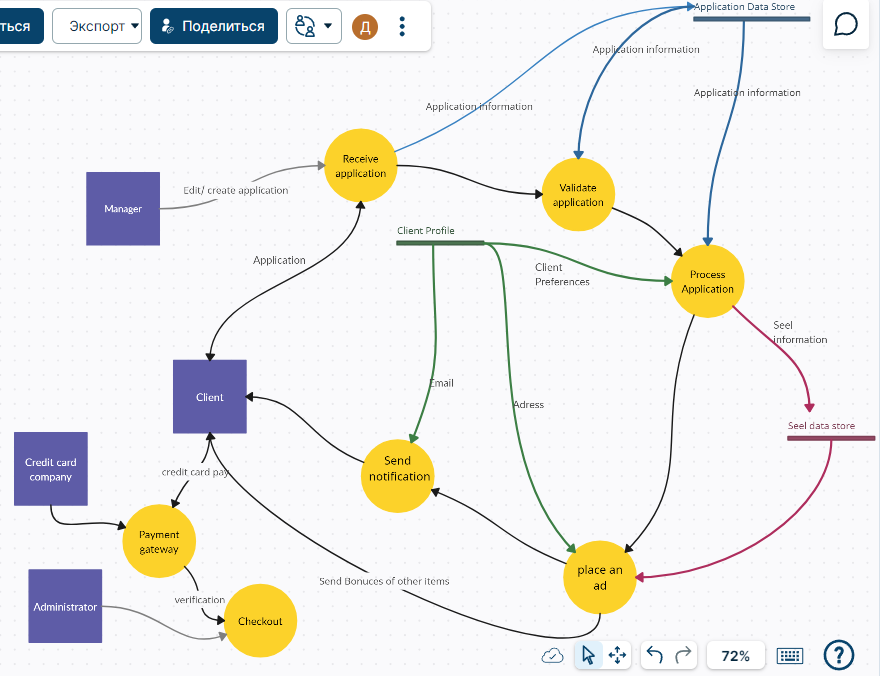 ться
Экспорт
Поделиться
Д
Application Data Store
Application information
Application information
Application information
Receive
application
Validate
application
Manager
Edit/ create application
Client Profile
Application
Client
Preferences
Process
Application
Seel
information
Client
Email
Adress
Seel data store
Credit card
company
credit card pay
Send
notification
Payment
gateway
place an
ad
Send Bonuces of other items
verification
Administrator
Checkout
72%
?